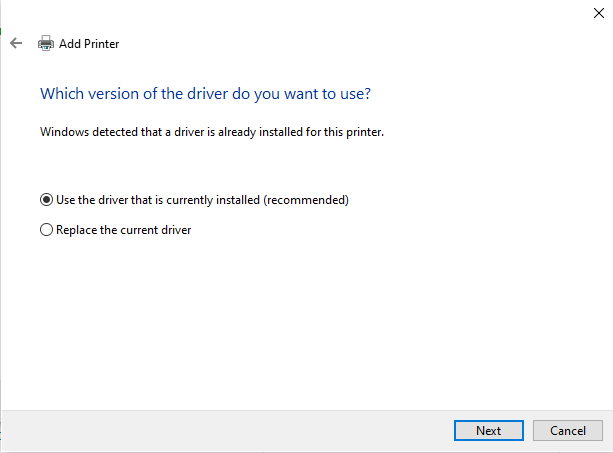 Add Printer
Which version of the driver do you want to use?
Windows detected that a driver is already installed for this printer.
Use the driver that is currently installed (recommended)
Replace the current driver
Next
Cancel